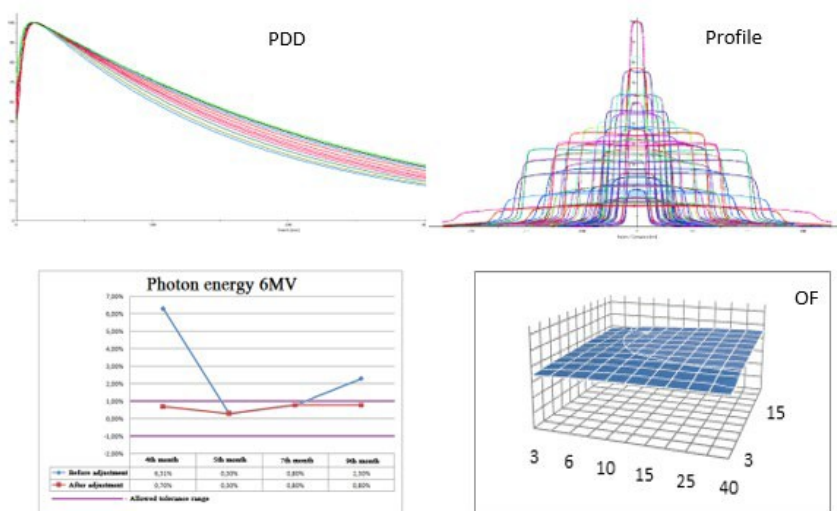 PDD
Profile
100
Photon energy 6MV
7,00%
6,00%
5,00%
4,00%
3,00%
2,00%
1,00%
0,00%
-1,00%
-2,00%
4th month 5th month 7th month 9th month
Before adjustment 6,31% 0,30% 0,80% 2,30%
After adjustment 0,70% 0,30% 0,80% 0,80%
Allowed tolerance range
OF
15
3
3 6 10 15 25 40